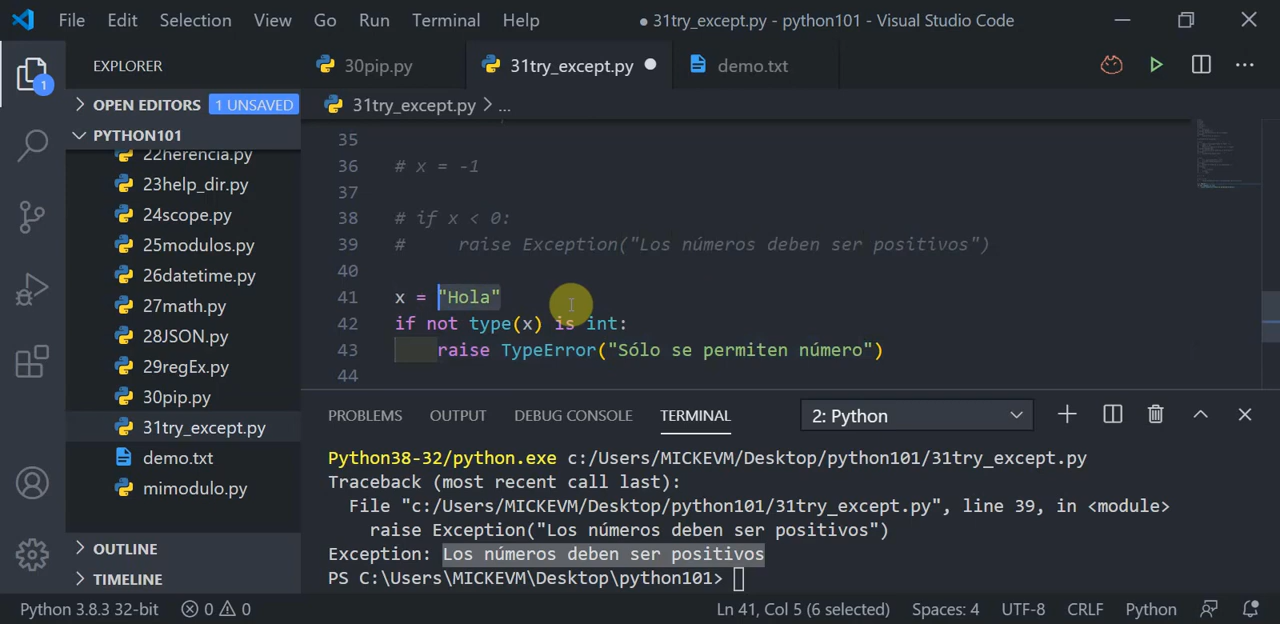 File Edit Selection View Go Run Terminal Help ● 31try_except.py - python101 - Visual Studio Code
EXPLORER
30pip.py 31try_except.py demo.txt
1
OPEN EDITORS 1 UNSAVED
31try_except.py > ...
PYTHON101
22herencia.py
23help_dir.py
24scope.py
25modulos.py
26datetime.py
27math.py
28JSON.py
29regEx.py
30pip.py
31try_except.py
demo.txt
mimodulo.py
OUTLINE
TIMELINE
35
36 # x = -1
37
38 # if x < 0:
39 #     raise Exception("Los números deben ser positivos")
40
41 x = "Hola"
42 if not type(x) is int:
43     raise TypeError("Sólo se permiten número")
44
PROBLEMS OUTPUT DEBUG CONSOLE TERMINAL 2: Python
Python38-32/python.exe c:/Users/MICKEVM/Desktop/python101/31try_except.py
Traceback (most recent call last):
  File "c:/Users/MICKEVM/Desktop/python101/31try_except.py", line 39, in <module>
    raise Exception("Los números deben ser positivos")
Exception: Los números deben ser positivos
PS C:\Users\MICKEVM\Desktop\python101>
Python 3.8.3 32-bit 0 0 Ln 41, Col 5 (6 selected) Spaces: 4 UTF-8 CRLF Python